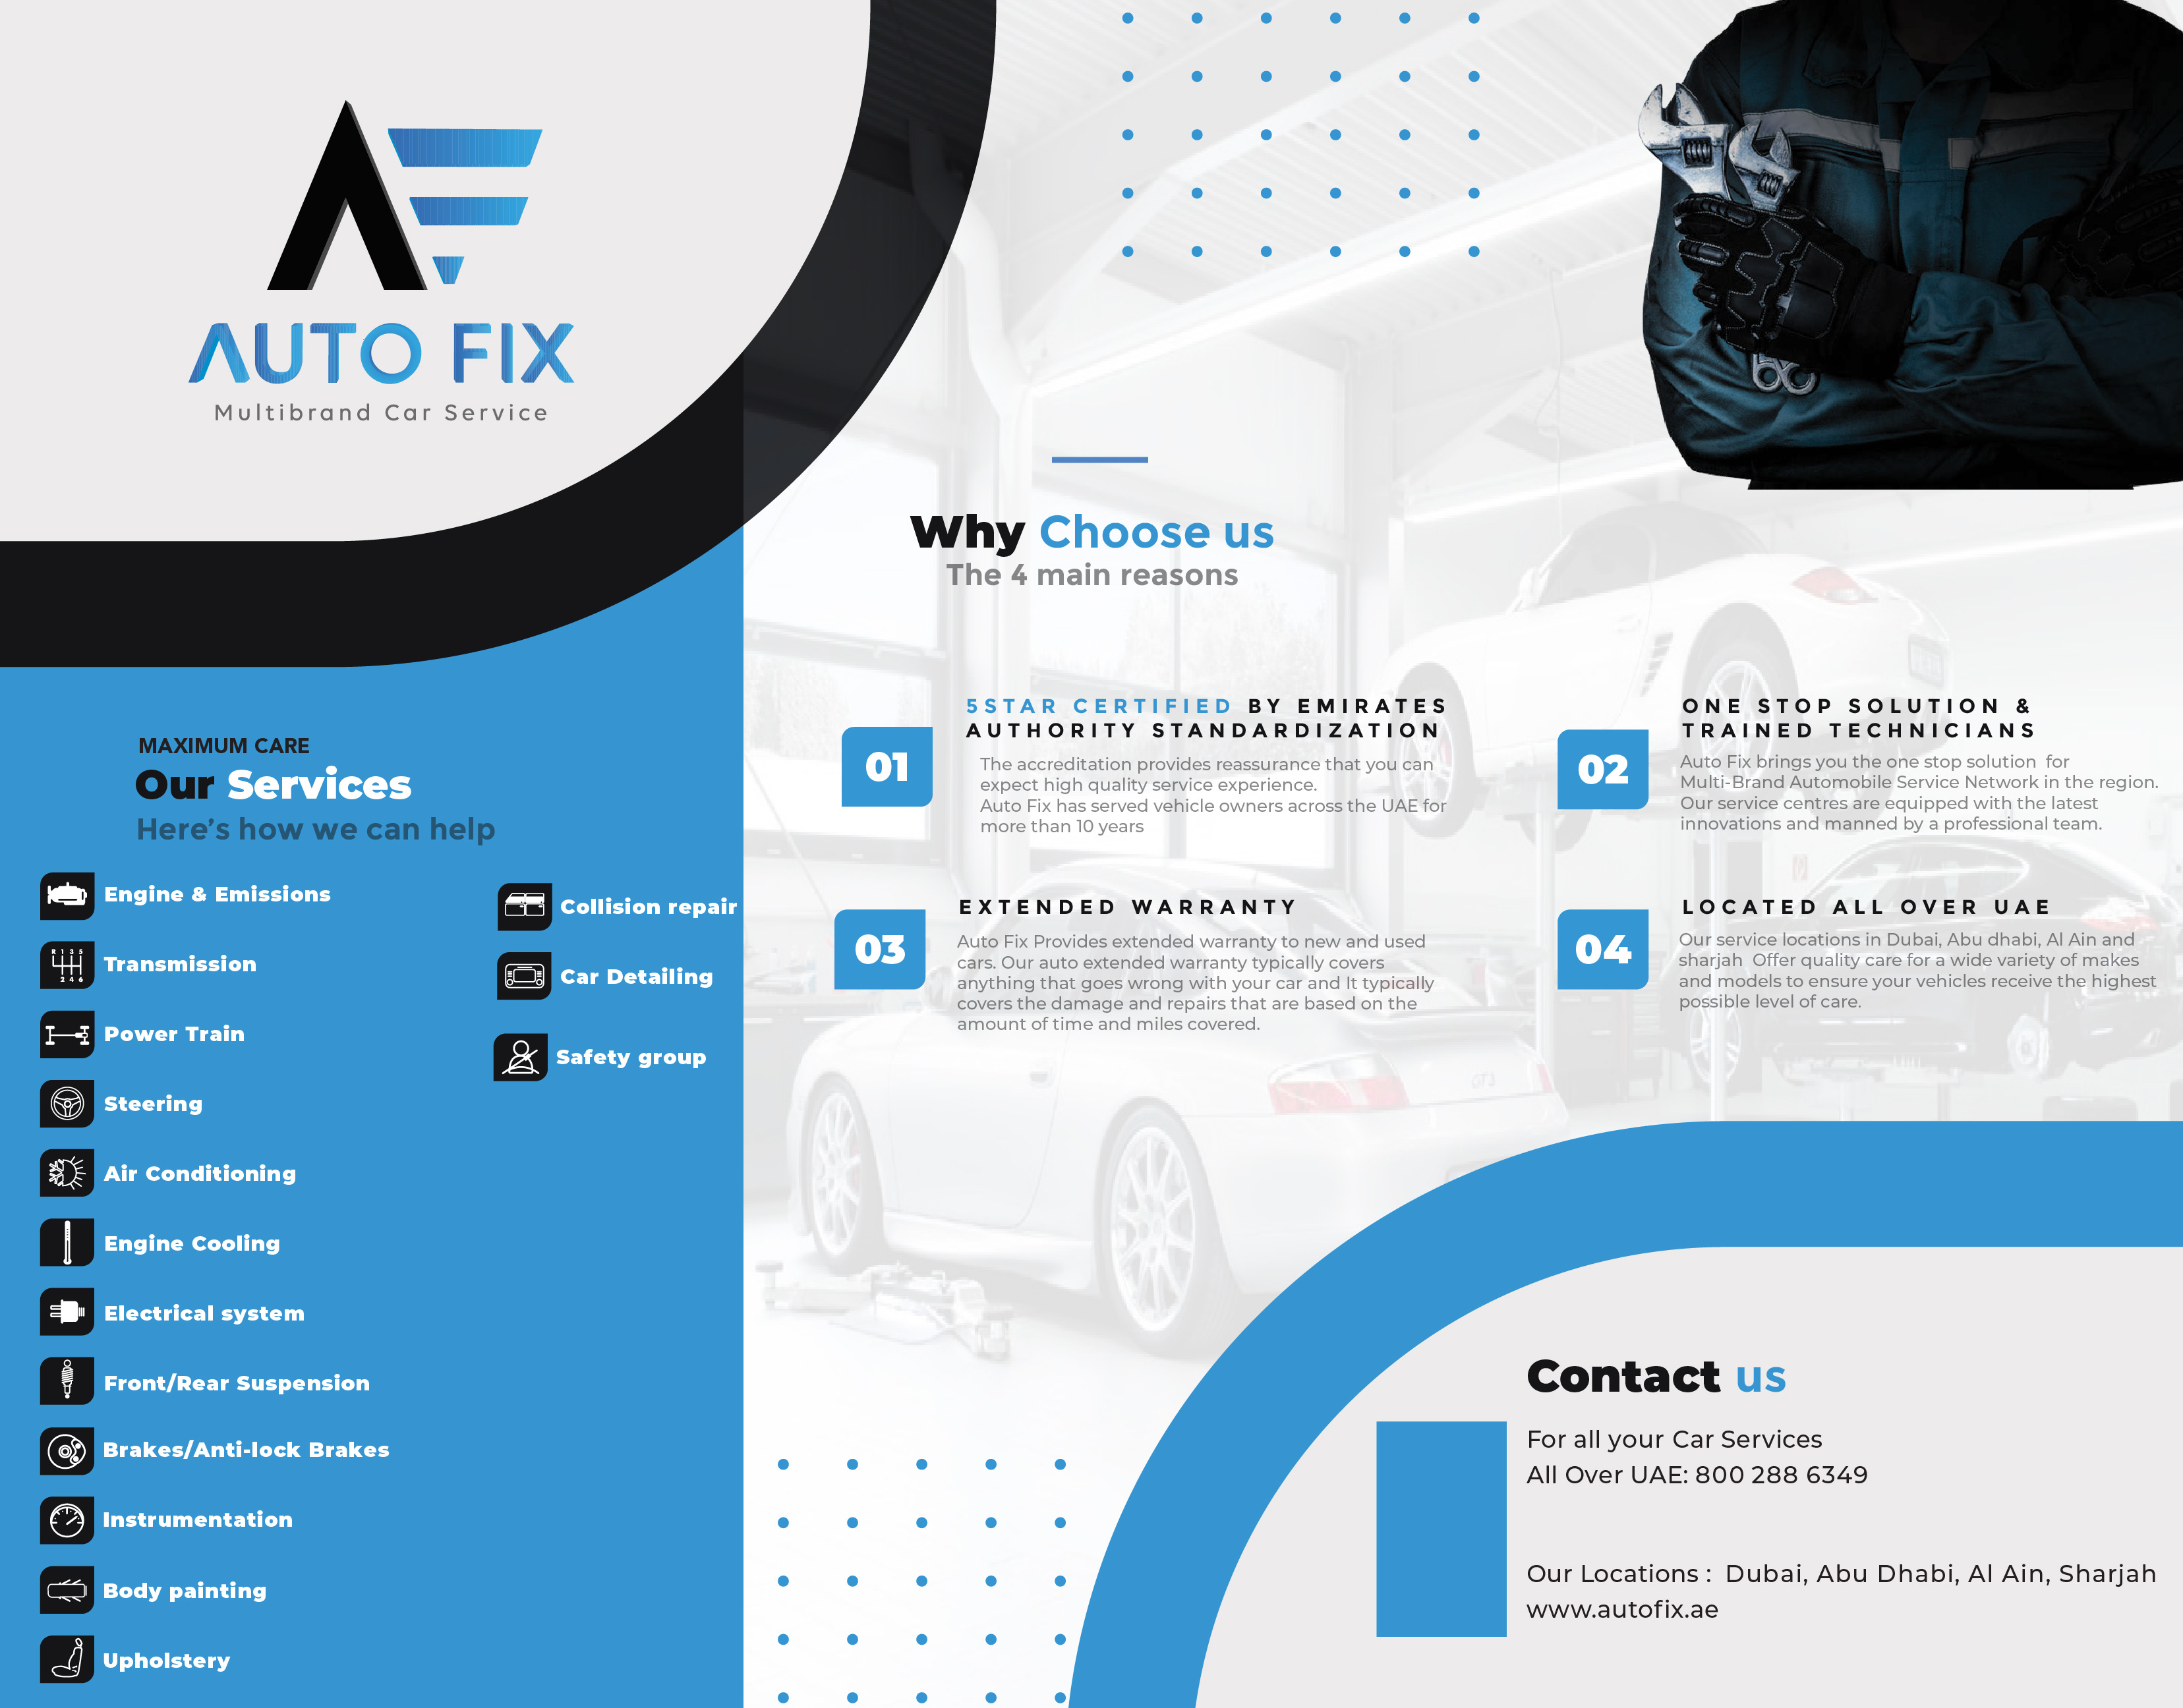 AUTO FIX
Multibrand Car Service
MAXIMUM CARE
Our Services
Here's how we can help
Engine & Emissions
Transmission
Power Train
Steering
Air Conditioning
Engine Cooling
Electrical system
Front/Rear Suspension
Brakes/Anti-lock Brakes
Instrumentation
Body painting
Upholstery
Collision repair
Car Detailing
Safety group
R 1 3 5
2 4 6
Why Choose us
The 4 main reasons
01
5STAR CERTIFIED BY EMIRATES
AUTHORITY STANDARDIZATION
The accreditation provides reassurance that you can
expect high quality service experience.
Auto Fix has served vehicle owners across the UAE for
more than 10 years
02
ONE STOP SOLUTION &
TRAINED TECHNICIANS
Auto Fix brings you the one stop solution for
Multi-Brand Automobile Service Network in the region.
Our service centres are equipped with the latest
innovations and manned by a professional team.
03
EXTENDED WARRANTY
Auto Fix Provides extended warranty to new and used
cars. Our auto extended warranty typically covers
anything that goes wrong with your car and It typically
covers the damage and repairs that are based on the
amount of time and miles covered.
04
LOCATED ALL OVER UAE
Our service locations in Dubai, Abu dhabi, Al Ain and
sharjah Offer quality care for a wide variety of makes
and models to ensure your vehicles receive the highest
possible level of care.
GT3
Contact us
For all your Car Services
All Over UAE: 800 288 6349
Our Locations : Dubai, Abu Dhabi, Al Ain, Sharjah
www.autofix.ae